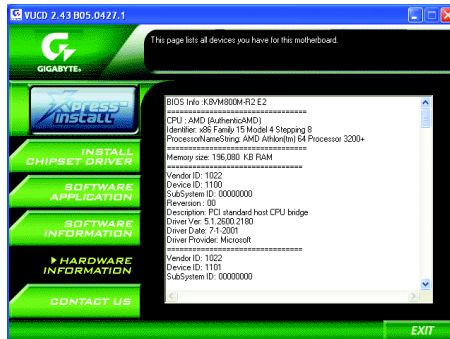 VUCD 2.43 B05.0427.1
G
GIGABYTE
This page lists all devices you have for this motherboard.
Xpress™
Install
INSTALL
CHIPSET DRIVER
SOFTWARE
APPLICATION
SOFTWARE
INFORMATION
HARDWARE
INFORMATION
CONTACT US
BIOS Info :K8VM800M-R2 E2
================================
CPU : AMD (AuthenticAMD)
Identifier: x86 Family 15 Model 4 Stepping 8
ProcessorNameString: AMD Athlon(tm) 64 Processor 3200+
================================
Memory size: 196,080 KB RAM
================================
Vendor ID: 1022
Device ID: 1100
SubSystem ID: 00000000
Reversion : 00
Description: PCI standard host CPU bridge
Driver Ver: 5.1.2600.2180
Driver Date: 7-1-2001
Driver Provider: Microsoft
================================
Vendor ID: 1022
Device ID: 1101
SubSystem ID: 00000000
EXIT